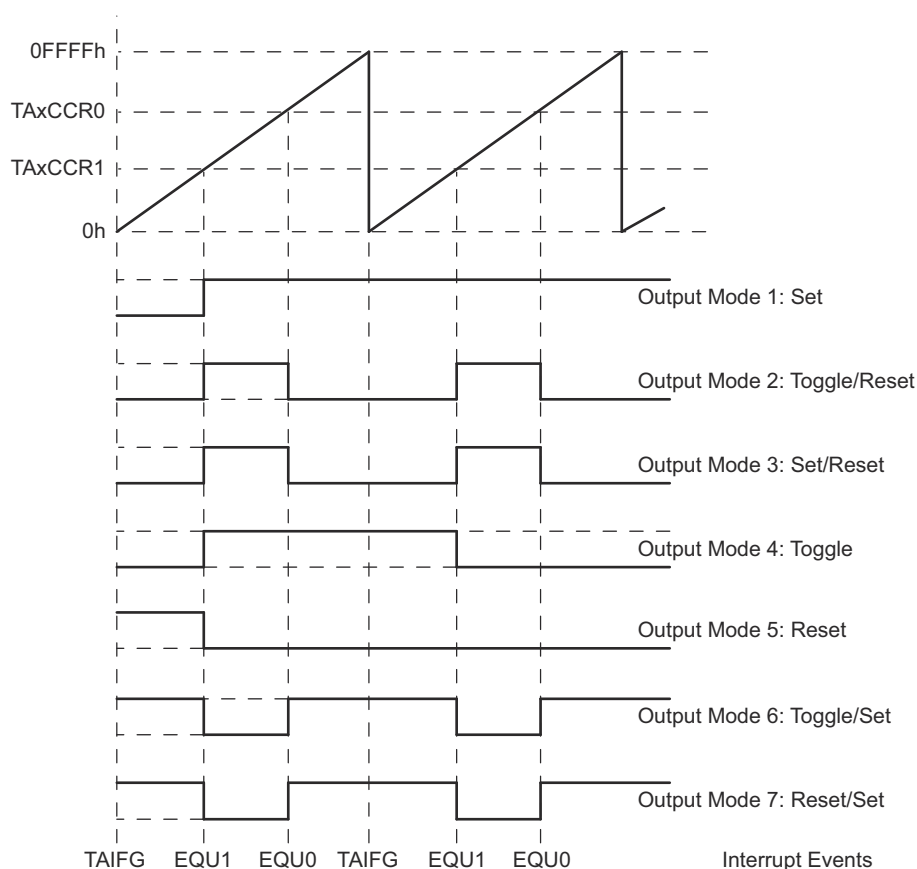 0FFFFh
TAxCCR0
TAxCCR1
0h
Output Mode 1: Set
Output Mode 2: Toggle/Reset
Output Mode 3: Set/Reset
Output Mode 4: Toggle
Output Mode 5: Reset
Output Mode 6: Toggle/Set
Output Mode 7: Reset/Set
TAIFG EQU1 EQU0 TAIFG EQU1 EQU0 Interrupt Events